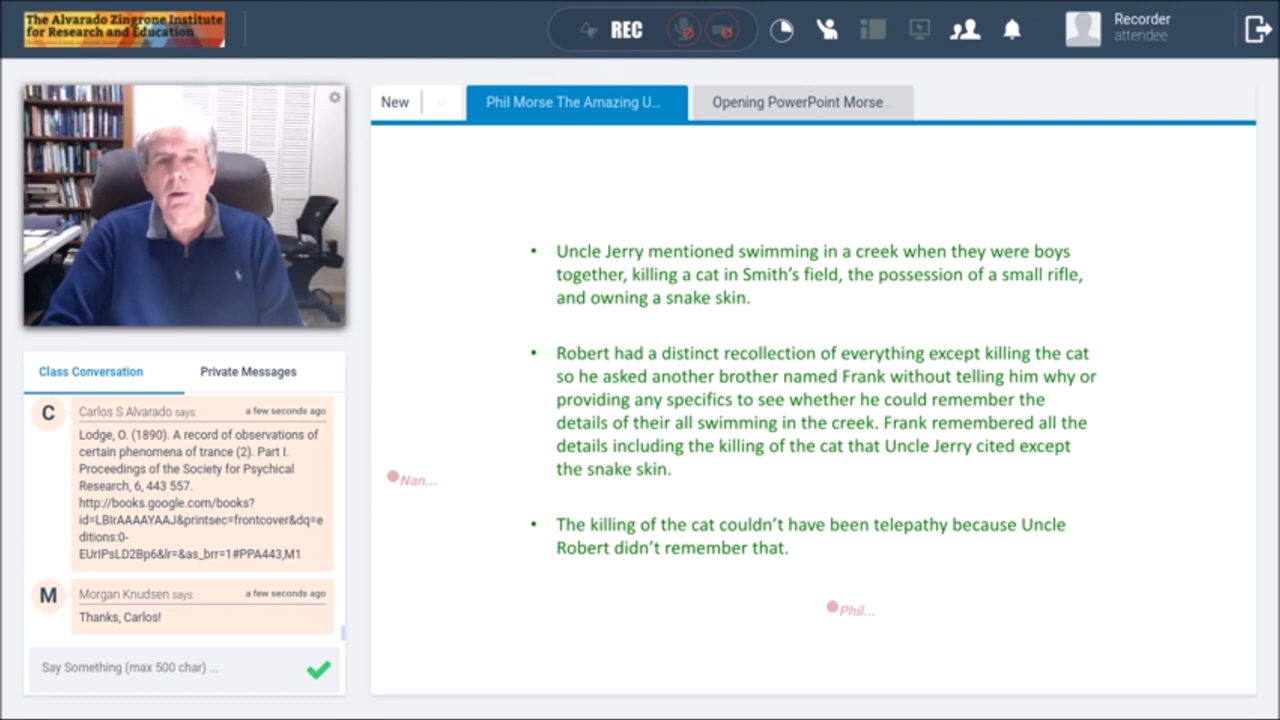 The Alvarado Zingrone Institute
for Research and Education
REC
Recorder
attendee
New
Phil Morse The Amazing U...
Opening PowerPoint Morse...
Class Conversation
Private Messages
C
Carlos S Alvarado says:
a few seconds ago
Lodge, O. (1890). A record of observations of
certain phenomena of trance (2). Part I.
Proceedings of the Society for Psychical
Research, 6, 443 557.
http://books.google.com/books?
id=LBIrAAAAYAAJ&printsec=frontcover&dq=e
ditions:0-
EUrIPsLD2Bp6&lr=&as_brr=1#PPA443,M1
M
Morgan Knudsen says:
a few seconds ago
Thanks, Carlos!
Say Something (max 500 char) ...
• Uncle Jerry mentioned swimming in a creek when they were boys
together, killing a cat in Smith’s field, the possession of a small rifle,
and owning a snake skin.
• Robert had a distinct recollection of everything except killing the cat
so he asked another brother named Frank without telling him why or
providing any specifics to see whether he could remember the
details of their all swimming in the creek. Frank remembered all the
details including the killing of the cat that Uncle Jerry cited except
the snake skin.
Nan...
• The killing of the cat couldn’t have been telepathy because Uncle
Robert didn’t remember that.
Phil...